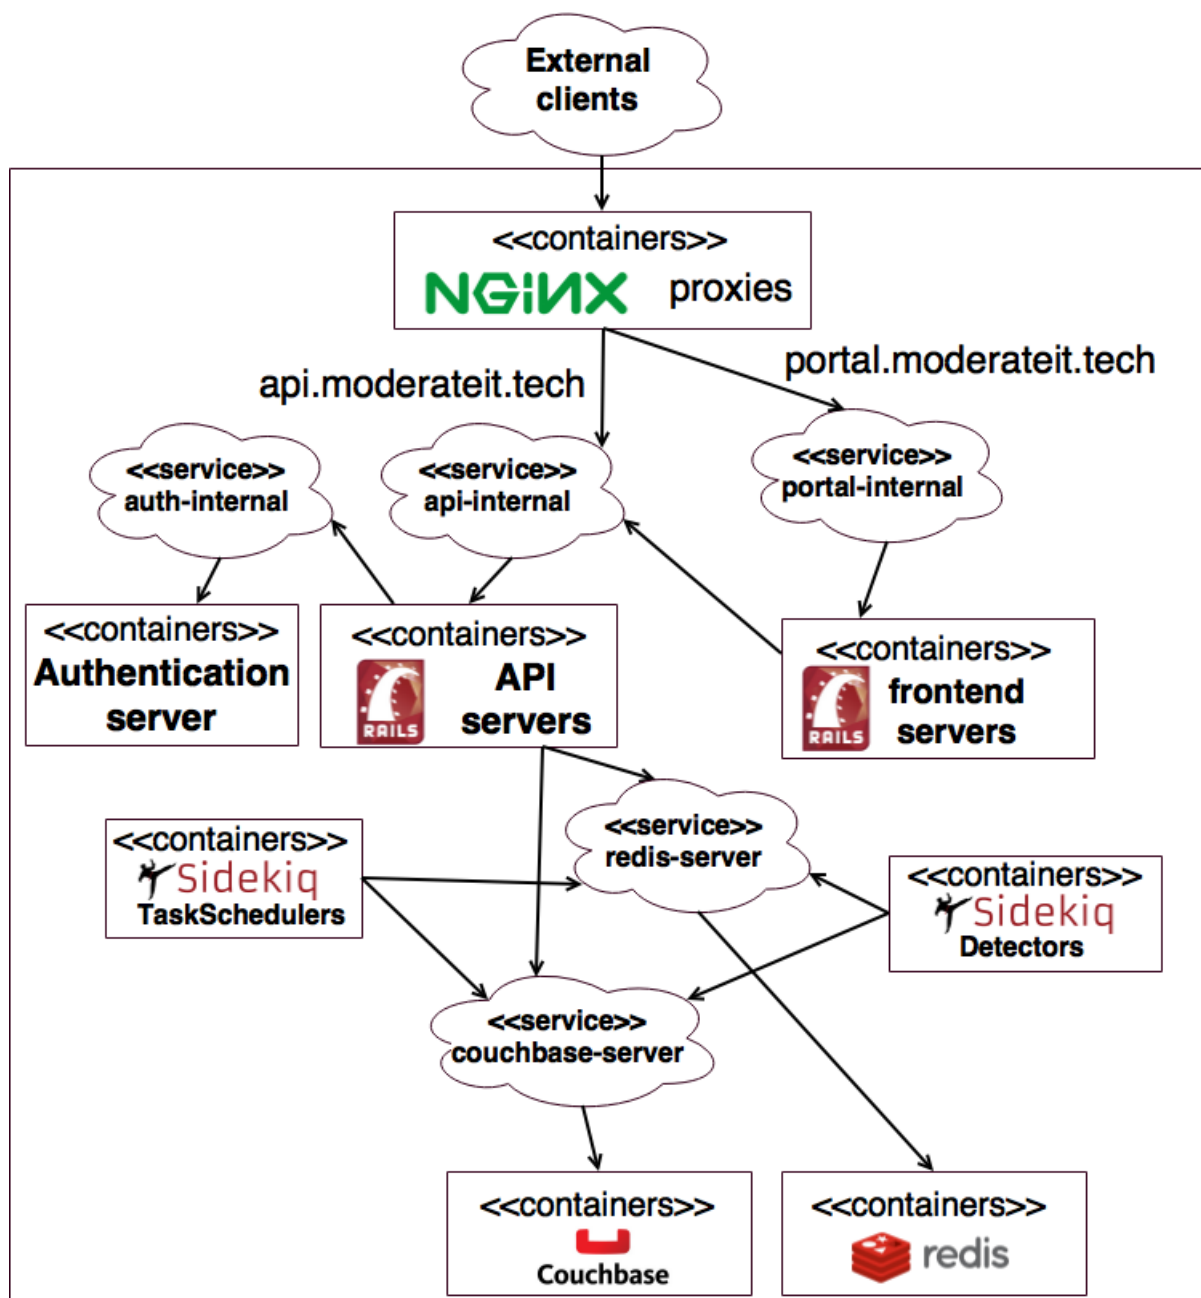 External
clients
<<containers>>
NGiNX proxies
api.moderateit.tech
portal.moderateit.tech
<<service>>
auth-internal
<<service>>
api-internal
<<service>>
portal-internal
<<containers>>
Authentication
server
<<containers>>
RAILS
API
servers
<<containers>>
RAILS
frontend
servers
<<containers>>
Sidekiq
TaskSchedulers
<<service>>
redis-server
<<containers>>
Sidekiq
Detectors
<<service>>
couchbase-server
<<containers>>
Couchbase
<<containers>>
redis